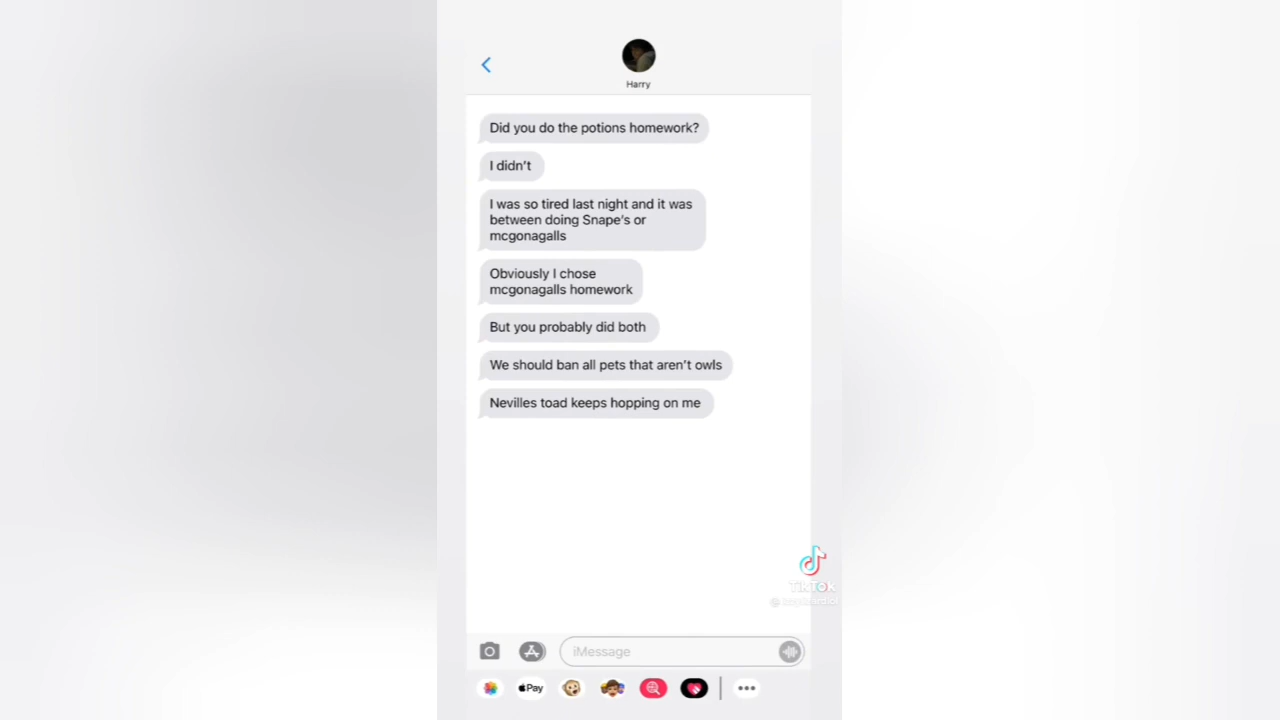 Harry
Did you do the potions homework?
I didn't
I was so tired last night and it was
between doing Snape's or
mcgonagalls
Obviously I chose
mcgonagalls homework
But you probably did both
We should ban all pets that aren't owls
Nevilles toad keeps hopping on me
TikTok
iMessage
Pay